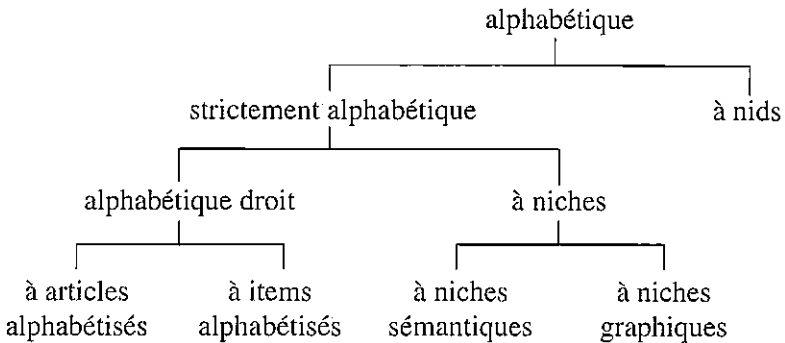 alphabétique
strictement alphabétique à nids
alphabétique droit à niches
à articles à items à niches à niches
alphabétisés alphabétisés sémantiques graphiques